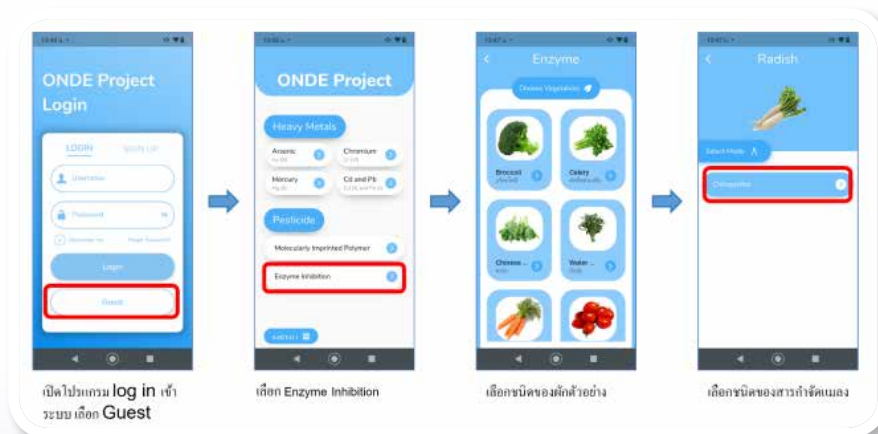 ONDE Project
Login
LOGIN
SIGN UP
Username
Password
Login
Guest
เปิดโปรแกรม log in เข้า
ระบบ เลือก Guest
ONDE Project
Heavy Metals
Arsenic
Chromium
Mercury
Cd and Pb
Pesticide
Molecularly Imprinted Polymer
Enzyme Inhibition
เลือก Enzyme Inhibition
Enzyme
Choose Vegetables
Broccoli
Celery
Chinese ...
Water ...
เลือกชนิดของผักตัวอย่าง
Radish
Select Mode
เลือกชนิดของสารกำจัดแมลง